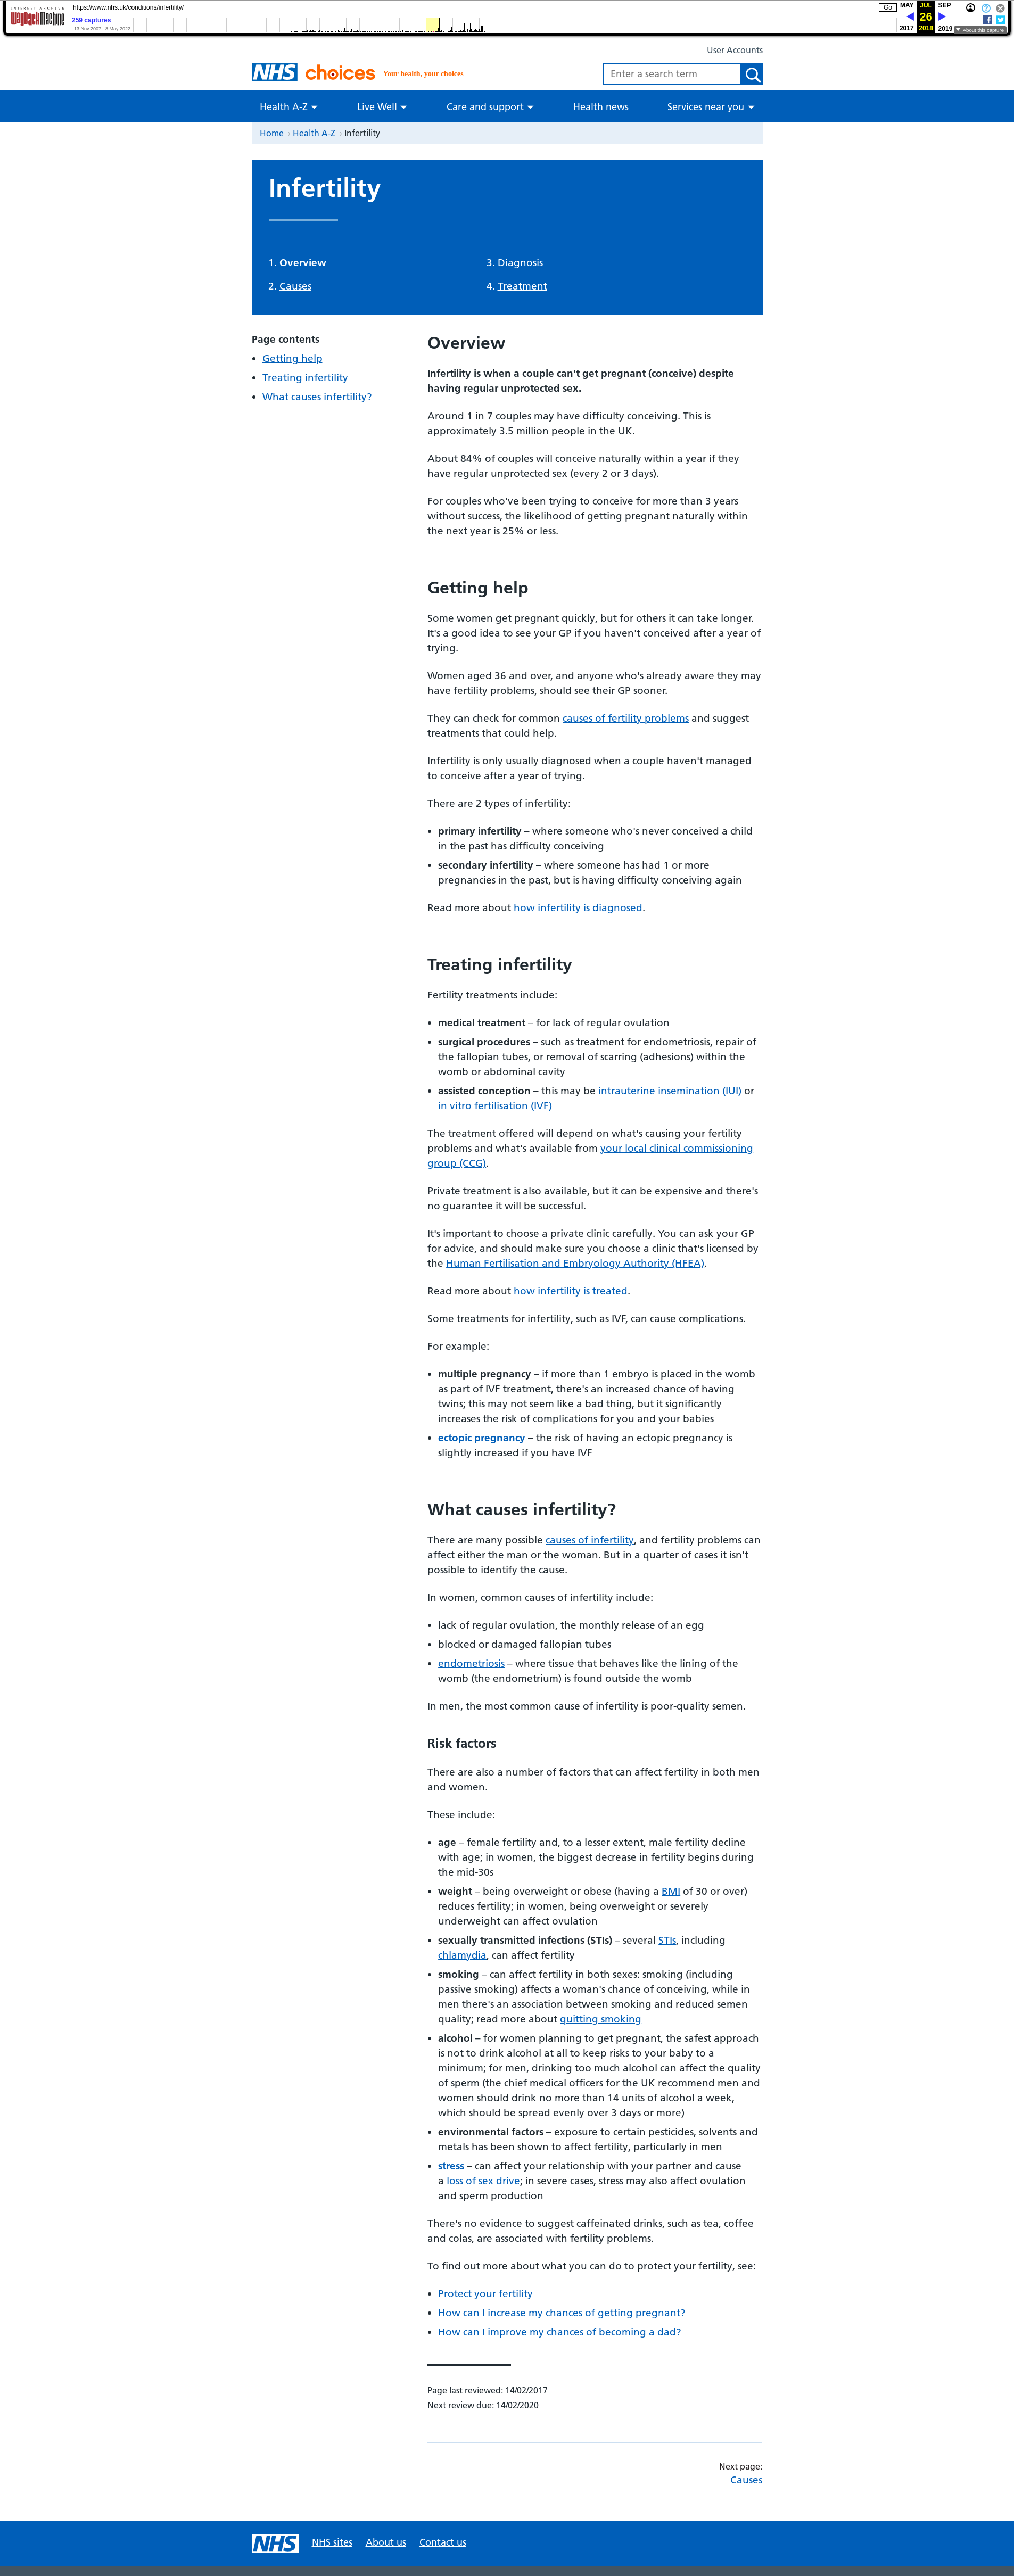 INTERNET ARCHIVE
WayBackMachine
https://www.nhs.uk/conditions/infertility/
Go
259 captures
13 Nov 2007 - 8 May 2022
MAY
JUL
SEP
26
2017
2018
2019
About this capture
User Accounts
NHS choices
Your health, your choices
Enter a search term
Health A-Z
Live Well
Care and support
Health news
Services near you
Home
Health A-Z
Infertility
Infertility
1. Overview
2. Causes
3. Diagnosis
4. Treatment
Page contents
Getting help
Treating infertility
What causes infertility?
Overview
Infertility is when a couple can't get pregnant (conceive) despite
having regular unprotected sex.
Around 1 in 7 couples may have difficulty conceiving. This is
approximately 3.5 million people in the UK.
About 84% of couples will conceive naturally within a year if they
have regular unprotected sex (every 2 or 3 days).
For couples who've been trying to conceive for more than 3 years
without success, the likelihood of getting pregnant naturally within
the next year is 25% or less.
Getting help
Some women get pregnant quickly, but for others it can take longer.
It's a good idea to see your GP if you haven't conceived after a year of
trying.
Women aged 36 and over, and anyone who's already aware they may
have fertility problems, should see their GP sooner.
They can check for common causes of fertility problems and suggest
treatments that could help.
Infertility is only usually diagnosed when a couple haven't managed
to conceive after a year of trying.
There are 2 types of infertility:
primary infertility – where someone who's never conceived a child
in the past has difficulty conceiving
secondary infertility – where someone has had 1 or more
pregnancies in the past, but is having difficulty conceiving again
Read more about how infertility is diagnosed.
Treating infertility
Fertility treatments include:
medical treatment – for lack of regular ovulation
surgical procedures – such as treatment for endometriosis, repair of
the fallopian tubes, or removal of scarring (adhesions) within the
womb or abdominal cavity
assisted conception – this may be intrauterine insemination (IUI) or
in vitro fertilisation (IVF)
The treatment offered will depend on what's causing your fertility
problems and what's available from your local clinical commissioning
group (CCG).
Private treatment is also available, but it can be expensive and there's
no guarantee it will be successful.
It's important to choose a private clinic carefully. You can ask your GP
for advice, and should make sure you choose a clinic that's licensed by
the Human Fertilisation and Embryology Authority (HFEA).
Read more about how infertility is treated.
Some treatments for infertility, such as IVF, can cause complications.
For example:
multiple pregnancy – if more than 1 embryo is placed in the womb
as part of IVF treatment, there's an increased chance of having
twins; this may not seem like a bad thing, but it significantly
increases the risk of complications for you and your babies
ectopic pregnancy – the risk of having an ectopic pregnancy is
slightly increased if you have IVF
What causes infertility?
There are many possible causes of infertility, and fertility problems can
affect either the man or the woman. But in a quarter of cases it isn't
possible to identify the cause.
In women, common causes of infertility include:
lack of regular ovulation, the monthly release of an egg
blocked or damaged fallopian tubes
endometriosis – where tissue that behaves like the lining of the
womb (the endometrium) is found outside the womb
In men, the most common cause of infertility is poor-quality semen.
Risk factors
There are also a number of factors that can affect fertility in both men
and women.
These include:
age – female fertility and, to a lesser extent, male fertility decline
with age; in women, the biggest decrease in fertility begins during
the mid-30s
weight – being overweight or obese (having a BMI of 30 or over)
reduces fertility; in women, being overweight or severely
underweight can affect ovulation
sexually transmitted infections (STIs) – several STIs, including
chlamydia, can affect fertility
smoking – can affect fertility in both sexes: smoking (including
passive smoking) affects a woman's chance of conceiving, while in
men there's an association between smoking and reduced semen
quality; read more about quitting smoking
alcohol – for women planning to get pregnant, the safest approach
is not to drink alcohol at all to keep risks to your baby to a
minimum; for men, drinking too much alcohol can affect the quality
of sperm (the chief medical officers for the UK recommend men and
women should drink no more than 14 units of alcohol a week,
which should be spread evenly over 3 days or more)
environmental factors – exposure to certain pesticides, solvents and
metals has been shown to affect fertility, particularly in men
stress – can affect your relationship with your partner and cause
a loss of sex drive; in severe cases, stress may also affect ovulation
and sperm production
There's no evidence to suggest caffeinated drinks, such as tea, coffee
and colas, are associated with fertility problems.
To find out more about what you can do to protect your fertility, see:
Protect your fertility
How can I increase my chances of getting pregnant?
How can I improve my chances of becoming a dad?
Page last reviewed: 14/02/2017
Next review due: 14/02/2020
Next page:
Causes
NHS
NHS sites
About us
Contact us